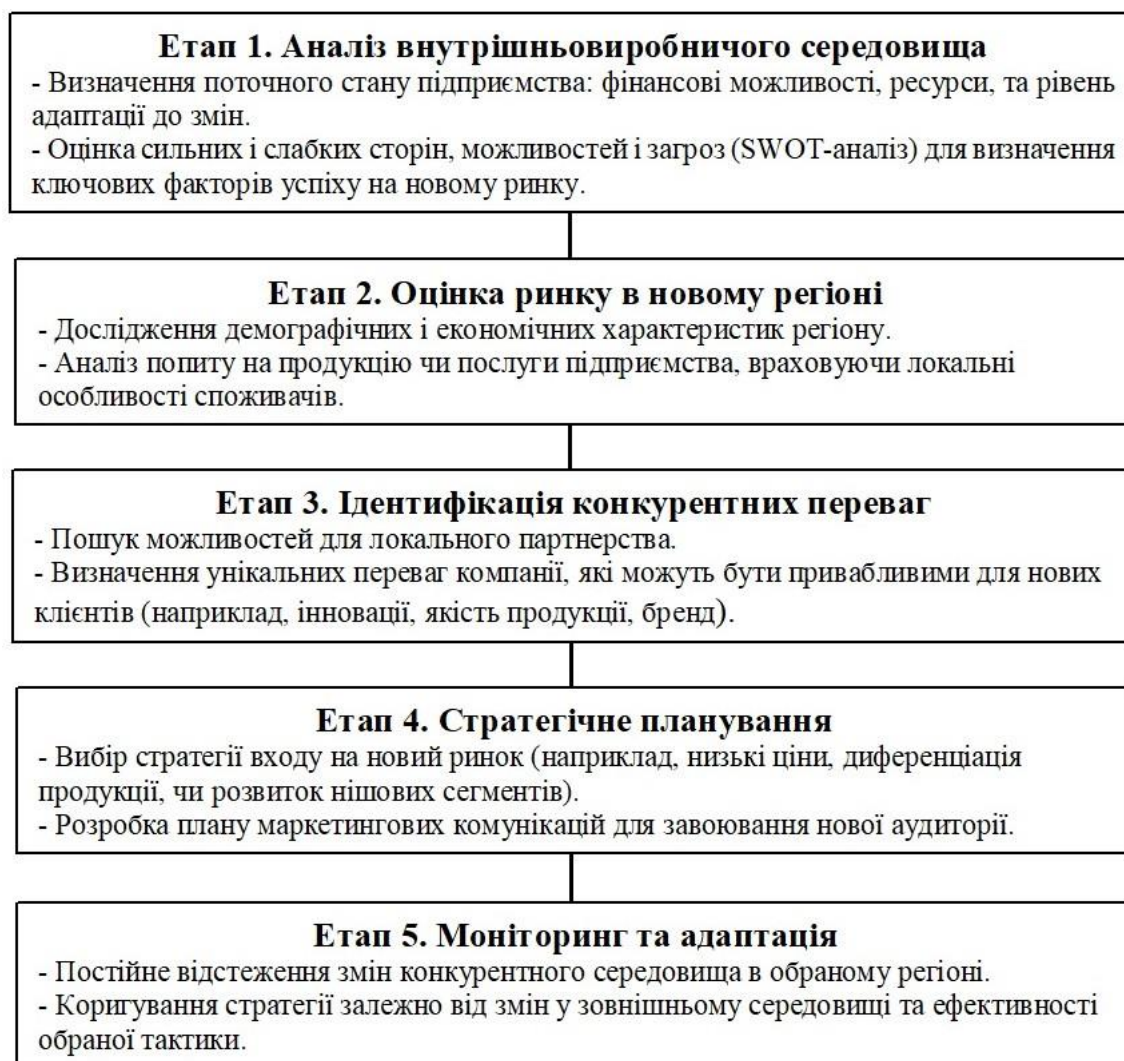 Етап 1. Аналіз внутрішньовиробничого середовища
- Визначення поточного стану підприємства: фінансові можливості, ресурси, та рівень
адаптації до змін.
- Оцінка сильних і слабких сторін, можливостей і загроз (SWOT-аналіз) для визначення
ключових факторів успіху на новому ринку.
Етап 2. Оцінка ринку в новому регіоні
- Дослідження демографічних і економічних характеристик регіону.
- Аналіз попиту на продукцію чи послуги підприємства, враховуючи локальні
особливості споживачів.
Етап 3. Ідентифікація конкурентних переваг
- Пошук можливостей для локального партнерства.
- Визначення унікальних переваг компанії, які можуть бути привабливими для нових
клієнтів (наприклад, інновації, якість продукції, бренд).
Етап 4. Стратегічне планування
- Вибір стратегії входу на новий ринок (наприклад, низькі ціни, диференціація
продукції, чи розвиток нішових сегментів).
- Розробка плану маркетингових комунікацій для завоювання нової аудиторії.
Етап 5. Моніторинг та адаптація
- Постійне відстеження змін конкурентного середовища в обраному регіоні.
- Коригування стратегії залежно від змін у зовнішньому середовищі та ефективності
обраної тактики.